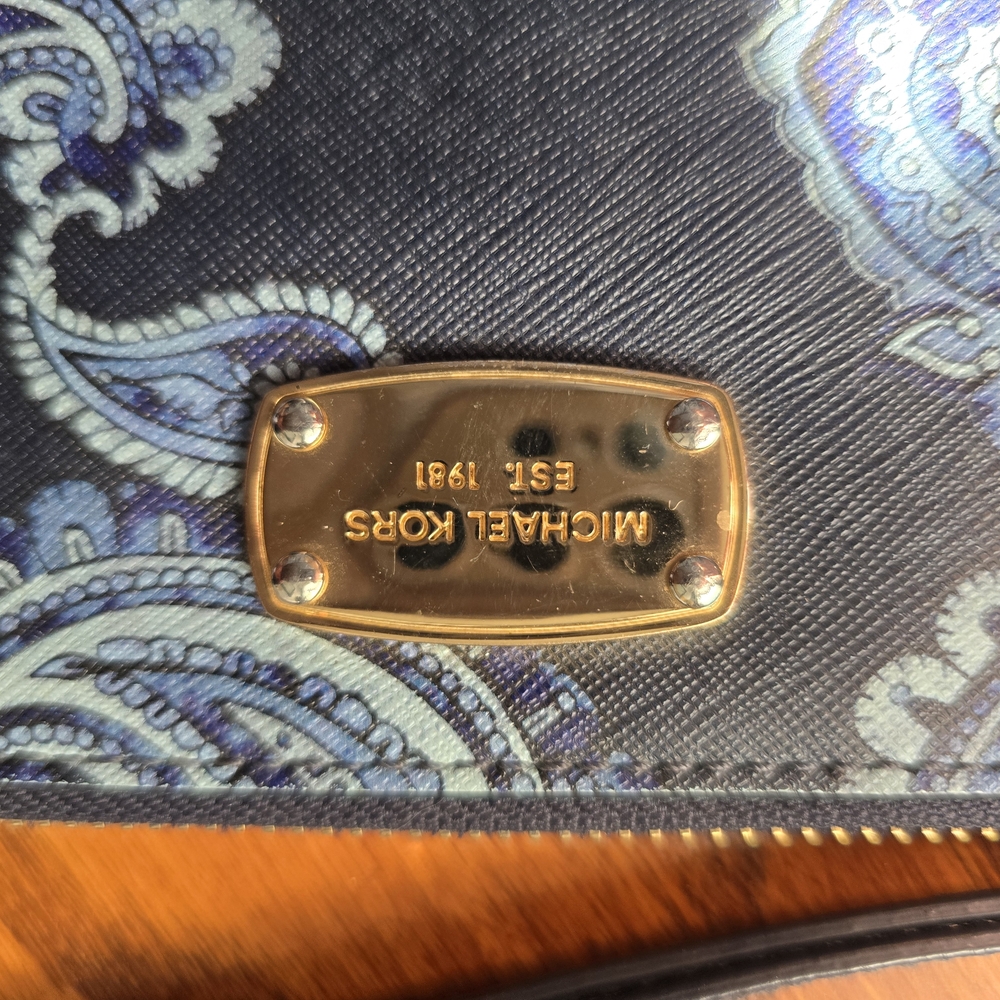 MICHAEL KORS
EST. 1981